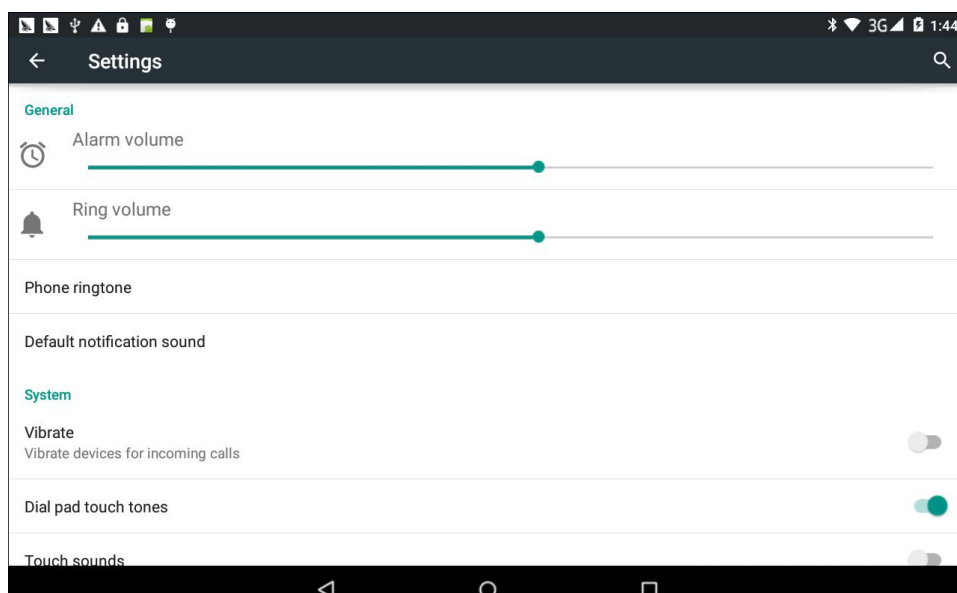 3G 1:44
Settings
General
Alarm volume
Ring volume
Phone ringtone
Default notification sound
System
Vibrate
Vibrate devices for incoming calls
Dial pad touch tones
Touch sounds